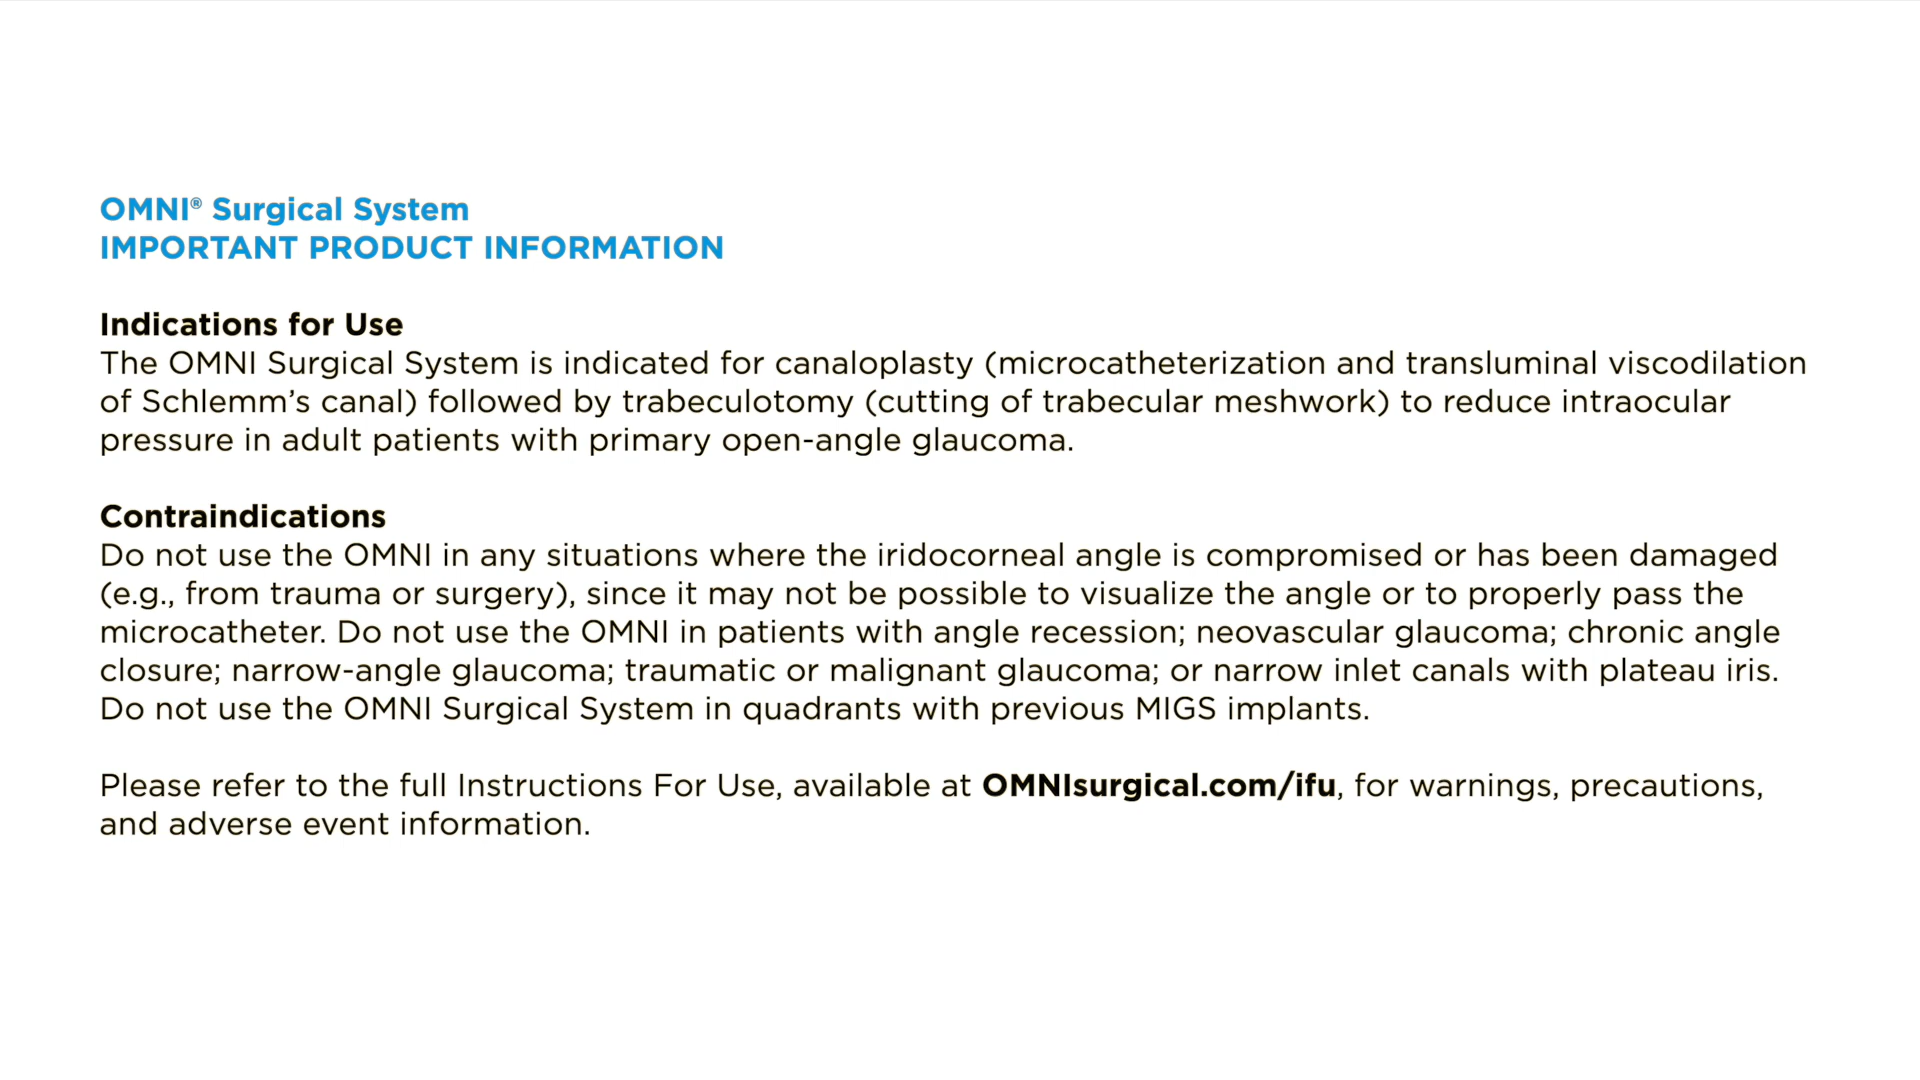 OMNI® Surgical System
IMPORTANT PRODUCT INFORMATION
Indications for Use
The OMNI Surgical System is indicated for canaloplasty (microcatheterization and transluminal viscodilation
of Schlemm’s canal) followed by trabeculotomy (cutting of trabecular meshwork) to reduce intraocular
pressure in adult patients with primary open-angle glaucoma.
Contraindications
Do not use the OMNI in any situations where the iridocorneal angle is compromised or has been damaged
(e.g., from trauma or surgery), since it may not be possible to visualize the angle or to properly pass the
microcatheter. Do not use the OMNI in patients with angle recession; neovascular glaucoma; chronic angle
closure; narrow-angle glaucoma; traumatic or malignant glaucoma; or narrow inlet canals with plateau iris.
Do not use the OMNI Surgical System in quadrants with previous MIGS implants.
Please refer to the full Instructions For Use, available at OMNIsurgical.com/ifu, for warnings, precautions,
and adverse event information.